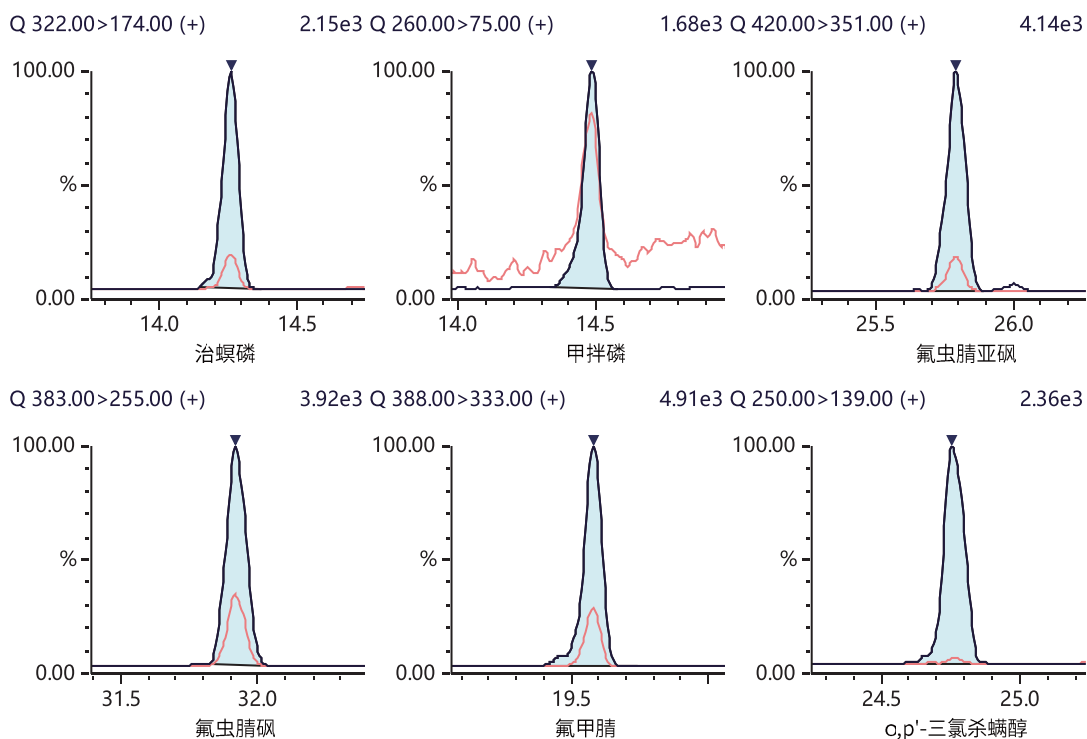 Q 322.00>174.00 (+) 2.15e3 Q 260.00>75.00 (+) 1.68e3 Q 420.00>351.00 (+) 4.14e3
100.00 100.00 100.00
% % %
0.00 0.00 0.00
14.0 14.5 14.0 14.5 25.5 26.0
治螟磷 甲拌磷 氟虫腈亚砜
Q 383.00>255.00 (+) 3.92e3 Q 388.00>333.00 (+) 4.91e3 Q 250.00>139.00 (+) 2.36e3
100.00 100.00 100.00
% % %
0.00 0.00 0.00
31.5 32.0 19.5 24.5 25.0
氟虫腈砜 氟甲腈 o,p'-三氯杀螨醇